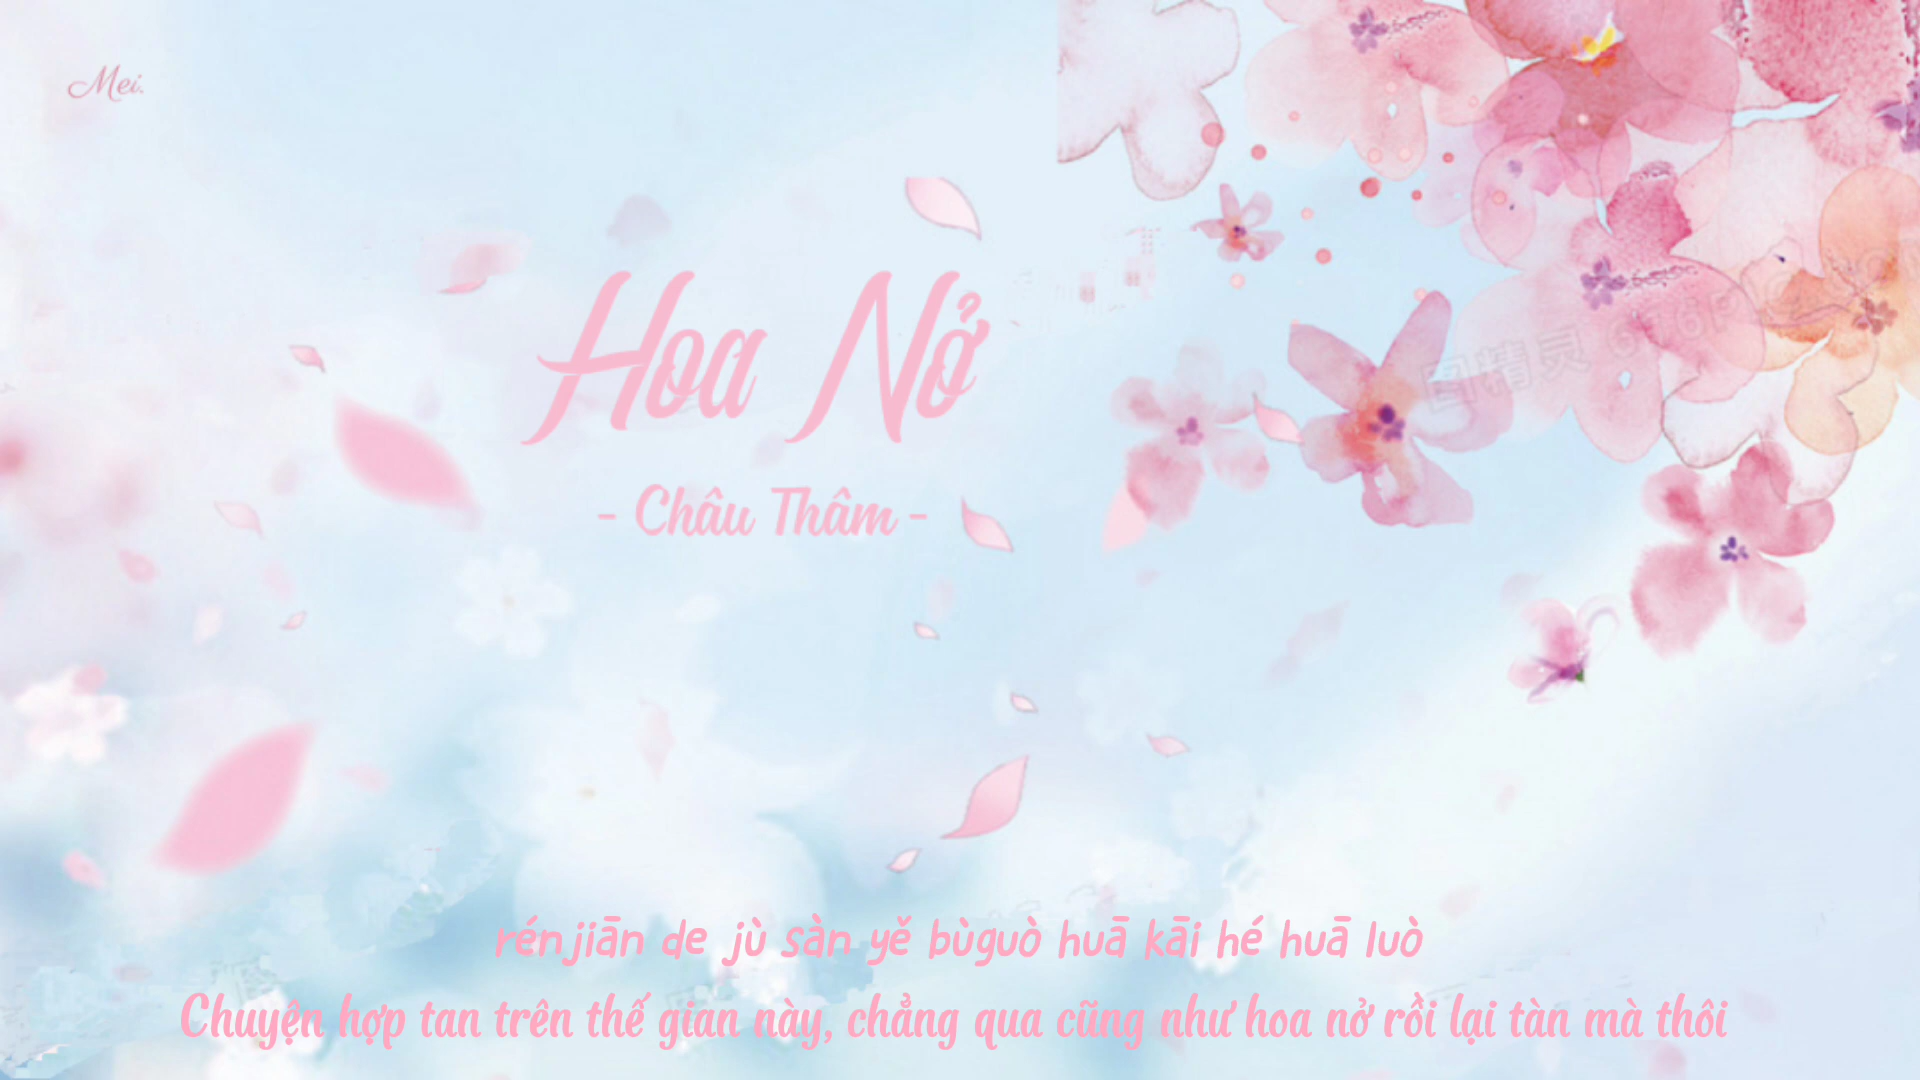 Mei.
Hoa Nở
- Châu Thâm -
rénjiān de jù sàn yě bùguò huā kāi hé huā luò
Chuyện hợp tan trên thế gian này, chẳng qua cũng như hoa nở rồi lại tàn mà thôi